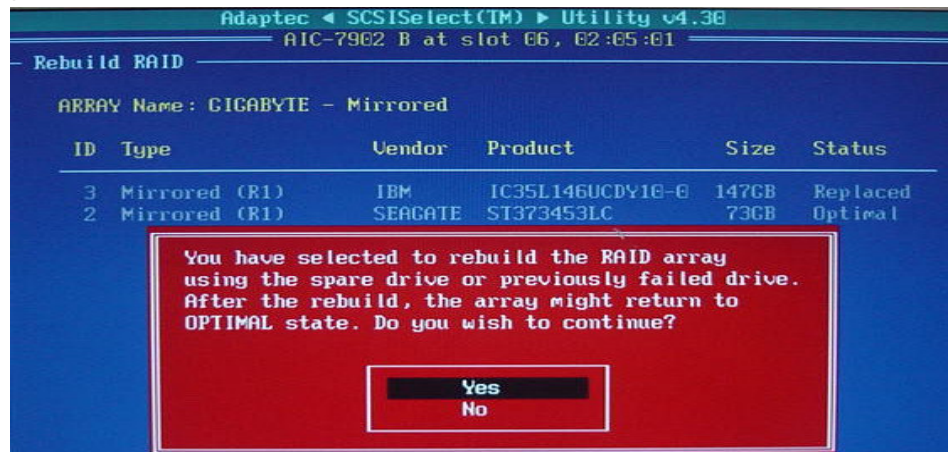 Adaptec ◄ SCSISelect(TM) ► Utility v4.30
AIC-7902 B at slot 06, 02:05:01
Rebuild RAID
ARRAY Name: GIGABYTE - Mirrored
ID Type Vendor Product Size Status
3 Mirrored (R1) IBM IC35L146UCDY10-0 147GB Replaced
2 Mirrored (R1) SEAGATE ST373453LC 73GB Optimal
You have selected to rebuild the RAID array
using the spare drive or previously failed drive.
After the rebuild, the array might return to
OPTIMAL state. Do you wish to continue?
Yes
No